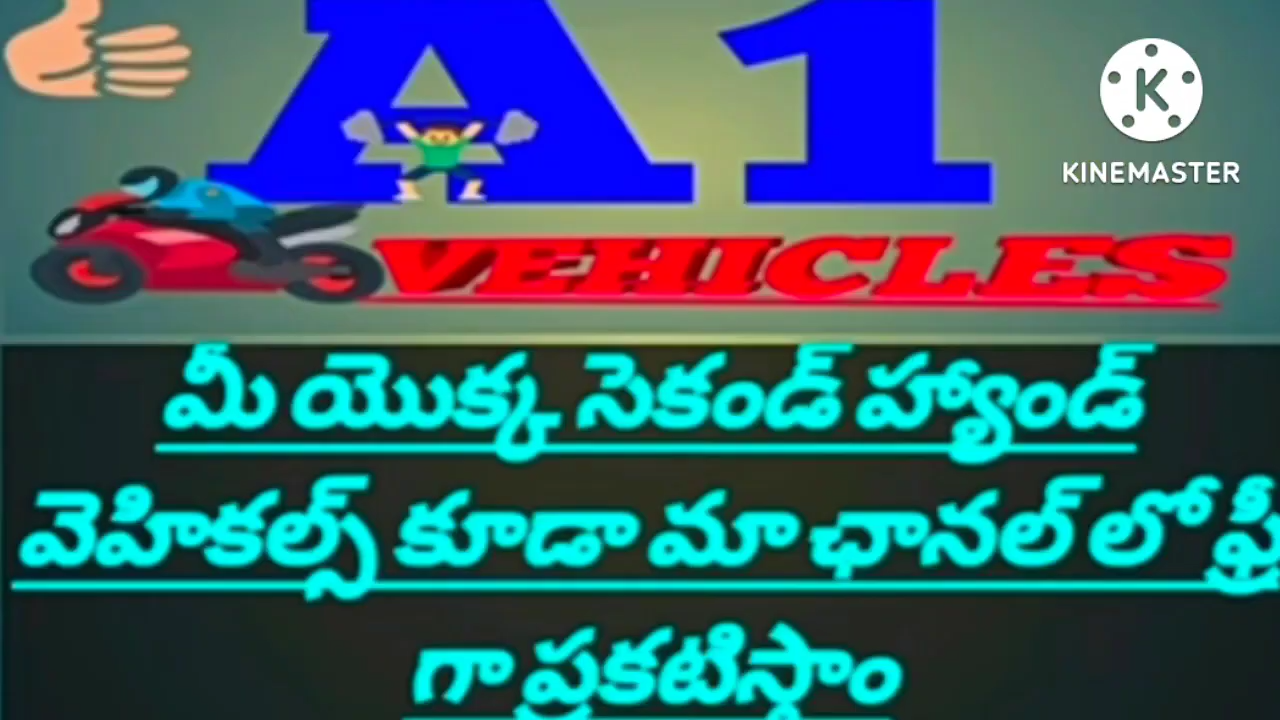 A1
KINEMASTER
VEHICLES
మీ యొక్క సెకండ్ హ్యాండ్
వెహికల్స్ కూడా మా ఛానల్ లో ఫ్రీ
గా ప్రకటిస్తాం